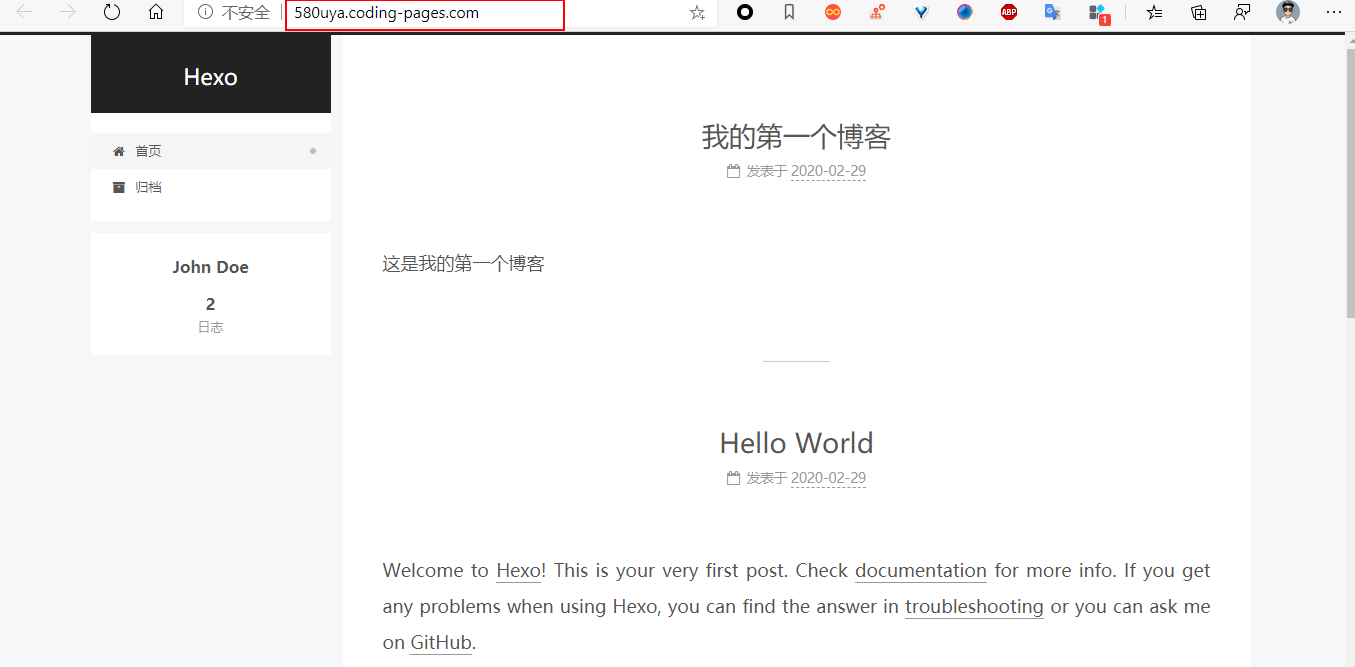 不安全
580uya.coding-pages.com
ABP
1
Hexo
首页
归档
John Doe
2
日志
我的第一个博客
发表于 2020-02-29
这是我的第一个博客
Hello World
发表于 2020-02-29
Welcome to Hexo! This is your very first post. Check documentation for more info. If you get
any problems when using Hexo, you can find the answer in troubleshooting or you can ask me
on GitHub.